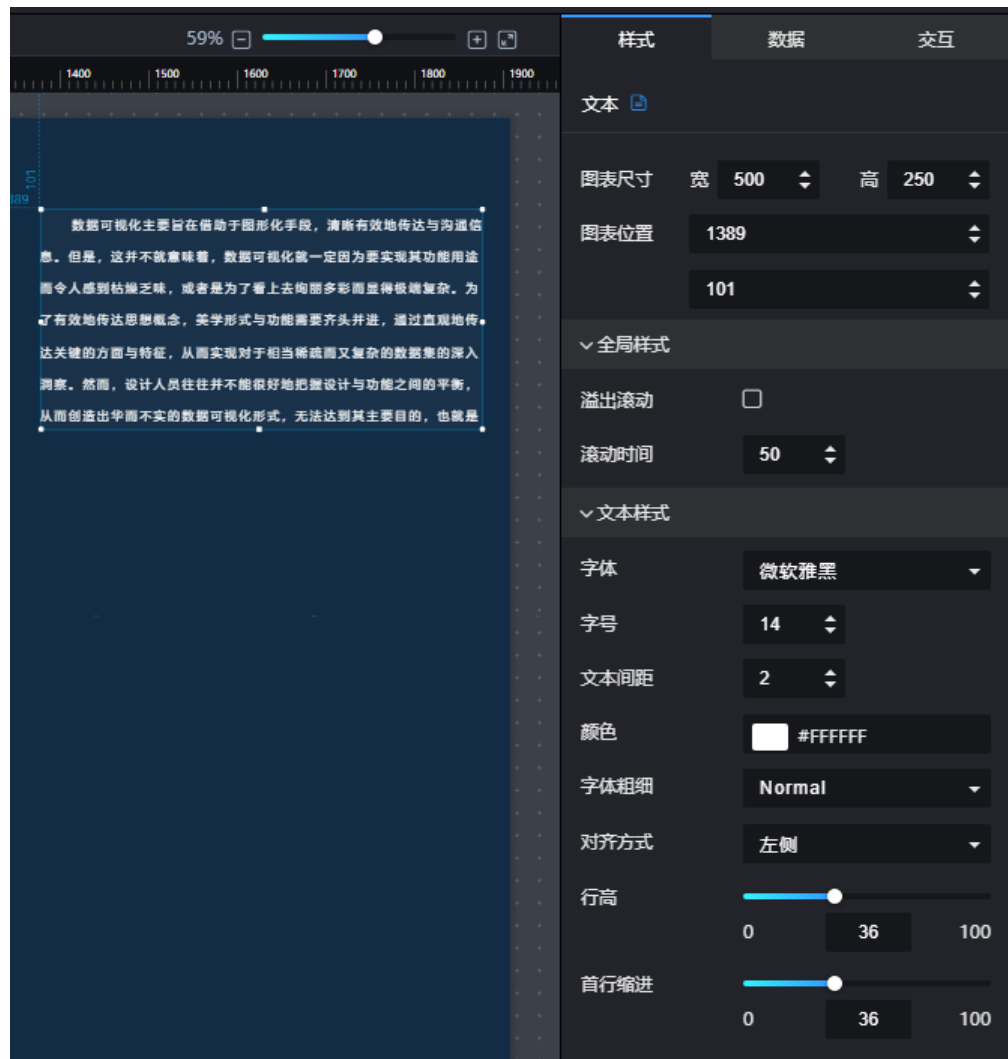 59%
1400 1500 1600 1700 1800 1900
101
389
数据可视化主要旨在借助于图形化手段，清晰有效地传达与沟通信
息。但是，这并不就意味着，数据可视化就一定因为要实现其功能用途
而令人感到枯燥乏味，或者是为了看上去绚丽多彩而显得极端复杂。为
了有效地传达思想概念，美学形式与功能需要齐头并进，通过直观地传
达关键的方面与特征，从而实现对于相当稀疏而又复杂的数据集的深入
洞察。然而，设计人员往往并不能很好地把握设计与功能之间的平衡，
从而创造出华而不实的数据可视化形式，无法达到其主要目的，也就是
样式 数据 交互
文本
图表尺寸 宽 500 高 250
图表位置 1389
101
全局样式
溢出滚动
滚动时间 50
文本样式
字体 微软雅黑
字号 14
文本间距 2
颜色 #FFFFFF
字体粗细 Normal
对齐方式 左侧
行高
0 36 100
首行缩进
0 36 100